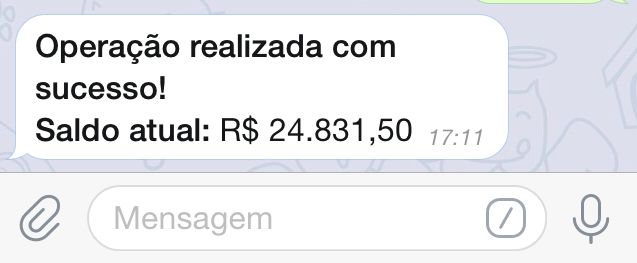 Operação realizada com
sucesso!
Saldo atual: R$ 24.831,50 17:11
Mensagem